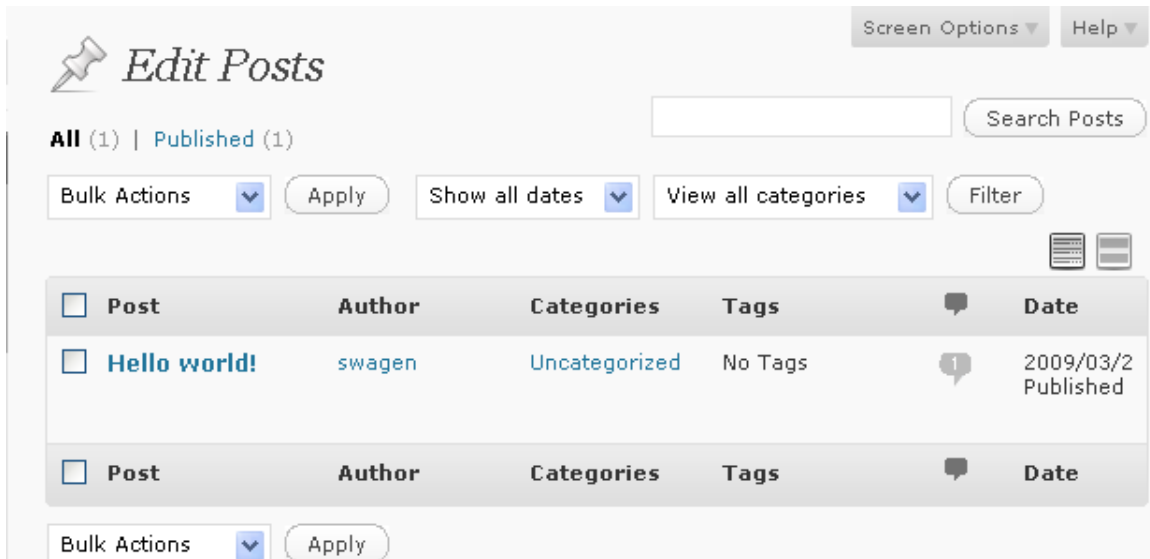 Screen Options Help
Edit Posts
Search Posts
All (1) | Published (1)
Bulk Actions Apply Show all dates View all categories Filter
Post Author Categories Tags Date
Hello world! swagen Uncategorized No Tags 1 2009/03/2
Published
Post Author Categories Tags Date
Bulk Actions Apply